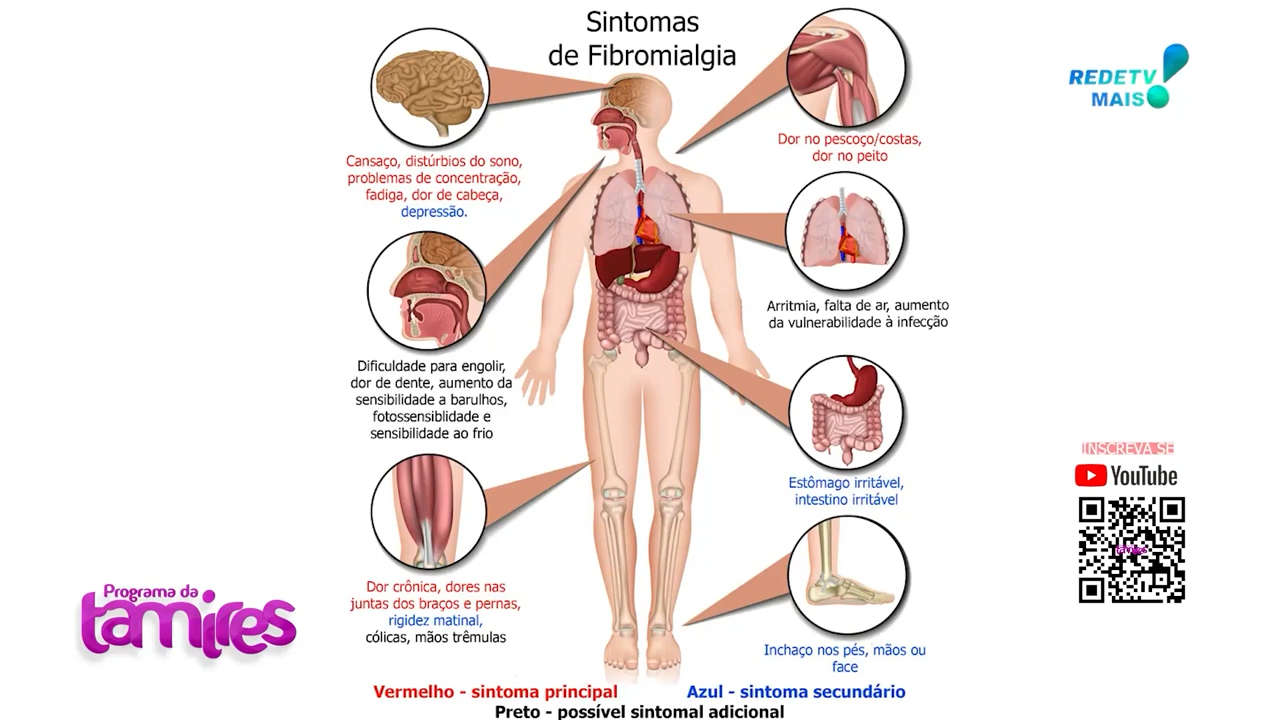 Sintomas
de Fibromialgia
Cansaço, distúrbios do sono,
problemas de concentração,
fadiga, dor de cabeça,
depressão.
Dificuldade para engolir,
dor de dente, aumento da
sensibilidade a barulhos,
fotossensiblidade e
sensibilidade ao frio
Dor crônica, dores nas
juntas dos braços e pernas,
rigidez matinal,
cólicas, mãos trêmulas
Dor no pescoço/costas,
dor no peito
Arritmia, falta de ar, aumento
da vulnerabilidade à infecção
Estômago irritável,
intestino irritável
Inchaço nos pés, mãos ou
face
Vermelho - sintoma principal
Azul - sintoma secundário
Preto - possível sintomal adicional
REDETV
MAIS
INSCREVA SE
YouTube
tamires
Programa da
tamires